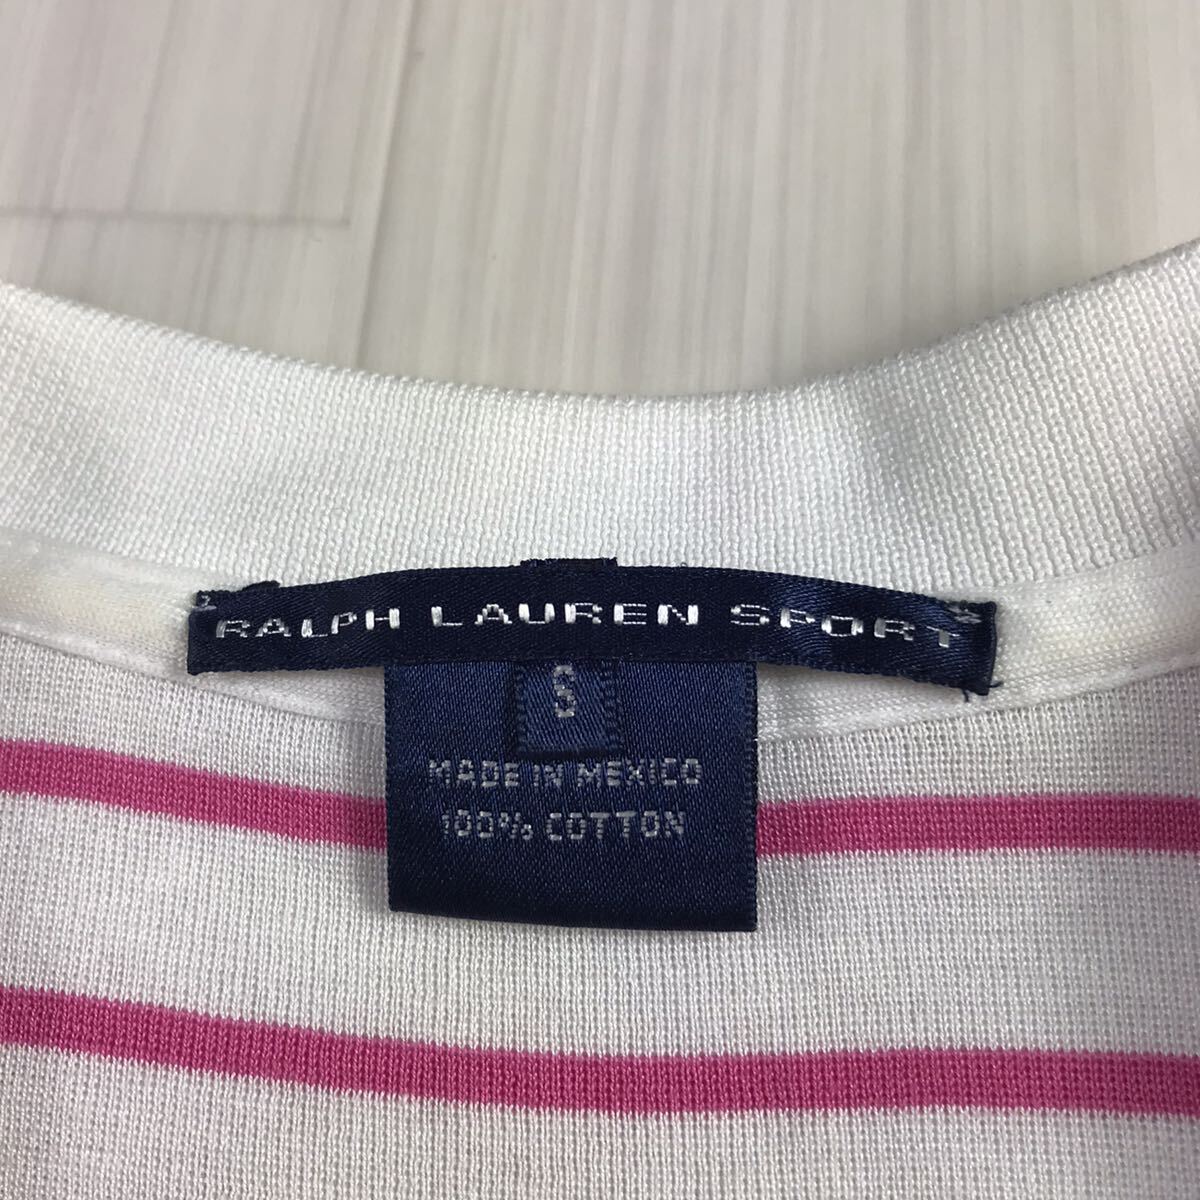 RALPH LAUREN SPORT
S
MADE IN MEXICO
100% COTTON